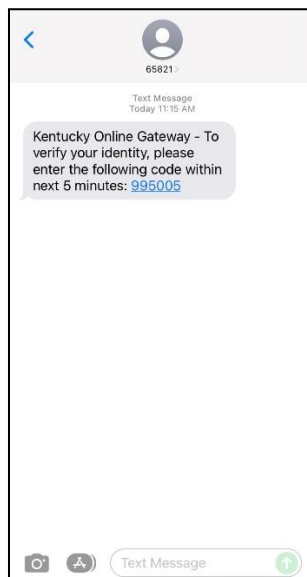 65821
Text Message
Today 11:15 AM
Kentucky Online Gateway - To
verify your identity, please
enter the following code within
next 5 minutes: 995005
Text Message